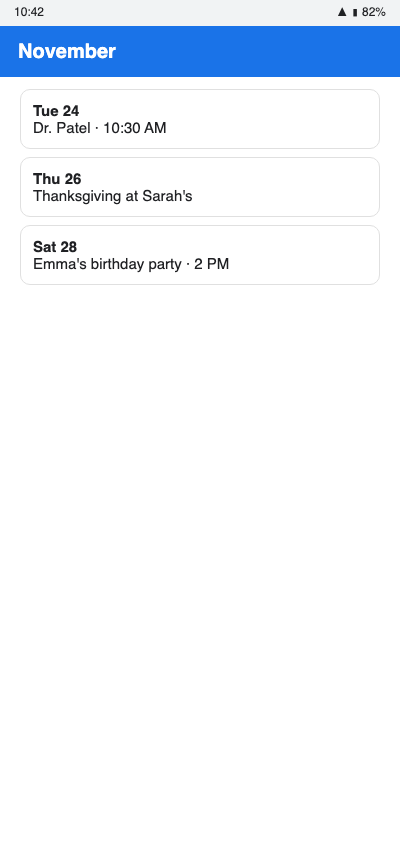 10:42
82%
November
Tue 24
Dr. Patel · 10:30 AM
Thu 26
Thanksgiving at Sarah's
Sat 28
Emma's birthday party · 2 PM